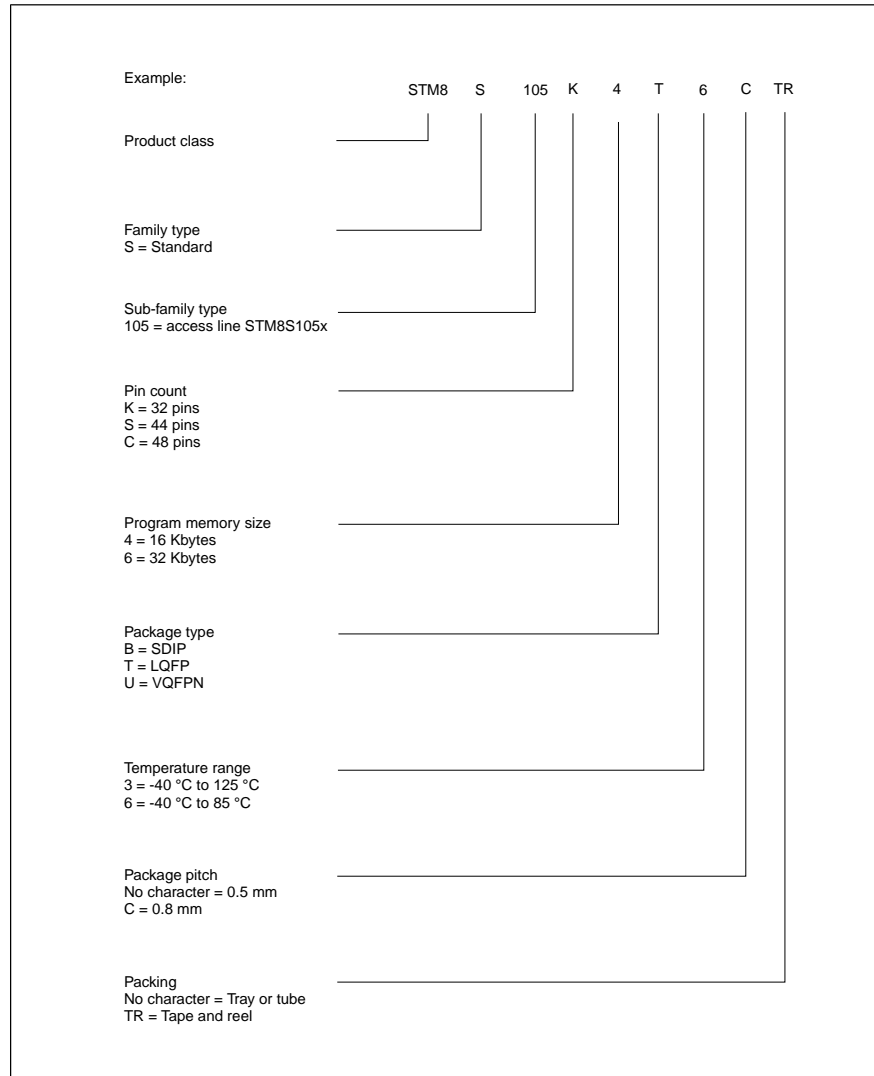 Example:
STM8 S 105 K 4 T 6 C TR
Product class
Family type
S = Standard
Sub-family type
105 = access line STM8S105x
Pin count
K = 32 pins
S = 44 pins
C = 48 pins
Program memory size
4 = 16 Kbytes
6 = 32 Kbytes
Package type
B = SDIP
T = LQFP
U = VQFPN
Temperature range
3 = -40 °C to 125 °C
6 = -40 °C to 85 °C
Package pitch
No character = 0.5 mm
C = 0.8 mm
Packing
No character = Tray or tube
TR = Tape and reel